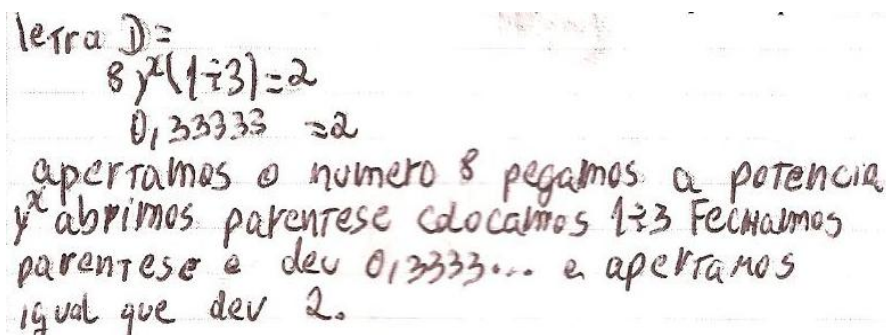 letra D=
8 y^x(1÷3)=2
0,33333 =2
apertamos o numero 8 pegamos a potencia
y^x abrimos parentese colocamos 1÷3 Fechamos
parentese e deu 0,3333... e apertamos
igual que deu 2.